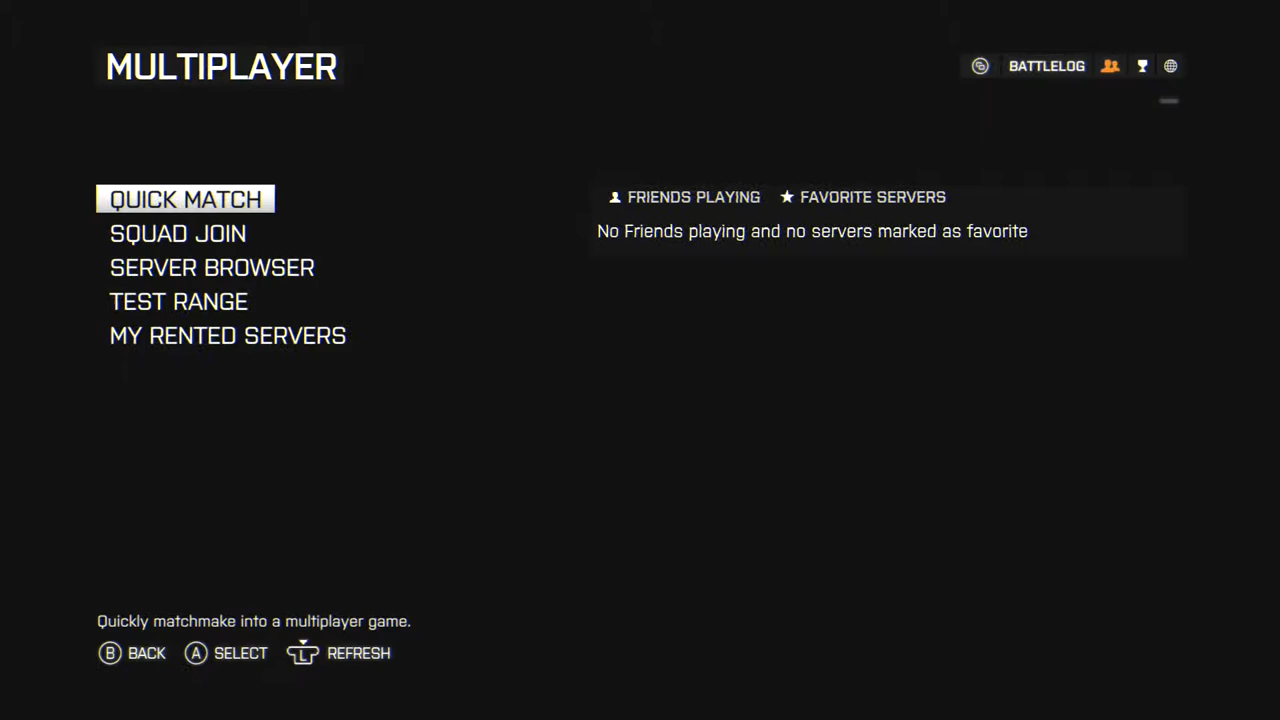 MULTIPLAYER
BATTLELOG
QUICK MATCH
SQUAD JOIN
SERVER BROWSER
TEST RANGE
MY RENTED SERVERS
FRIENDS PLAYING FAVORITE SERVERS
No Friends playing and no servers marked as favorite
Quickly matchmake into a multiplayer game.
B BACK A SELECT L REFRESH